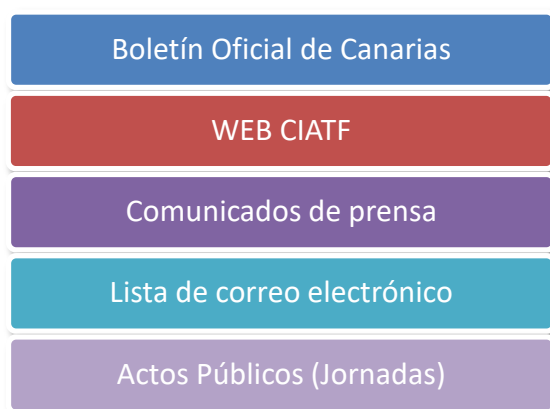 Boletín Oficial de Canarias
WEB CIATF
Comunicados de prensa
Lista de correo electrónico
Actos Públicos (Jornadas)